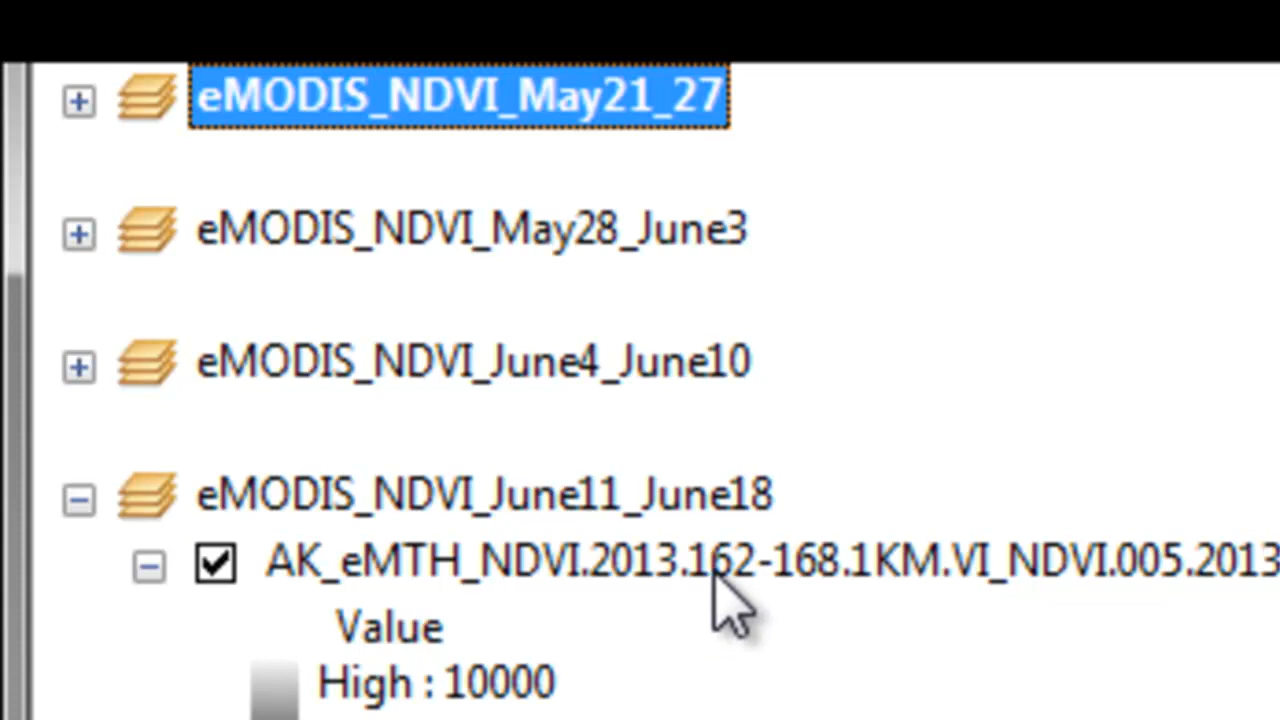 eMODIS_NDVI_May21_27
eMODIS_NDVI_May28_June3
eMODIS_NDVI_June4_June10
eMODIS_NDVI_June11_June18
AK_eMTH_NDVI.2013.162-168.1KM.VI_NDVI.005.2013
Value
High : 10000